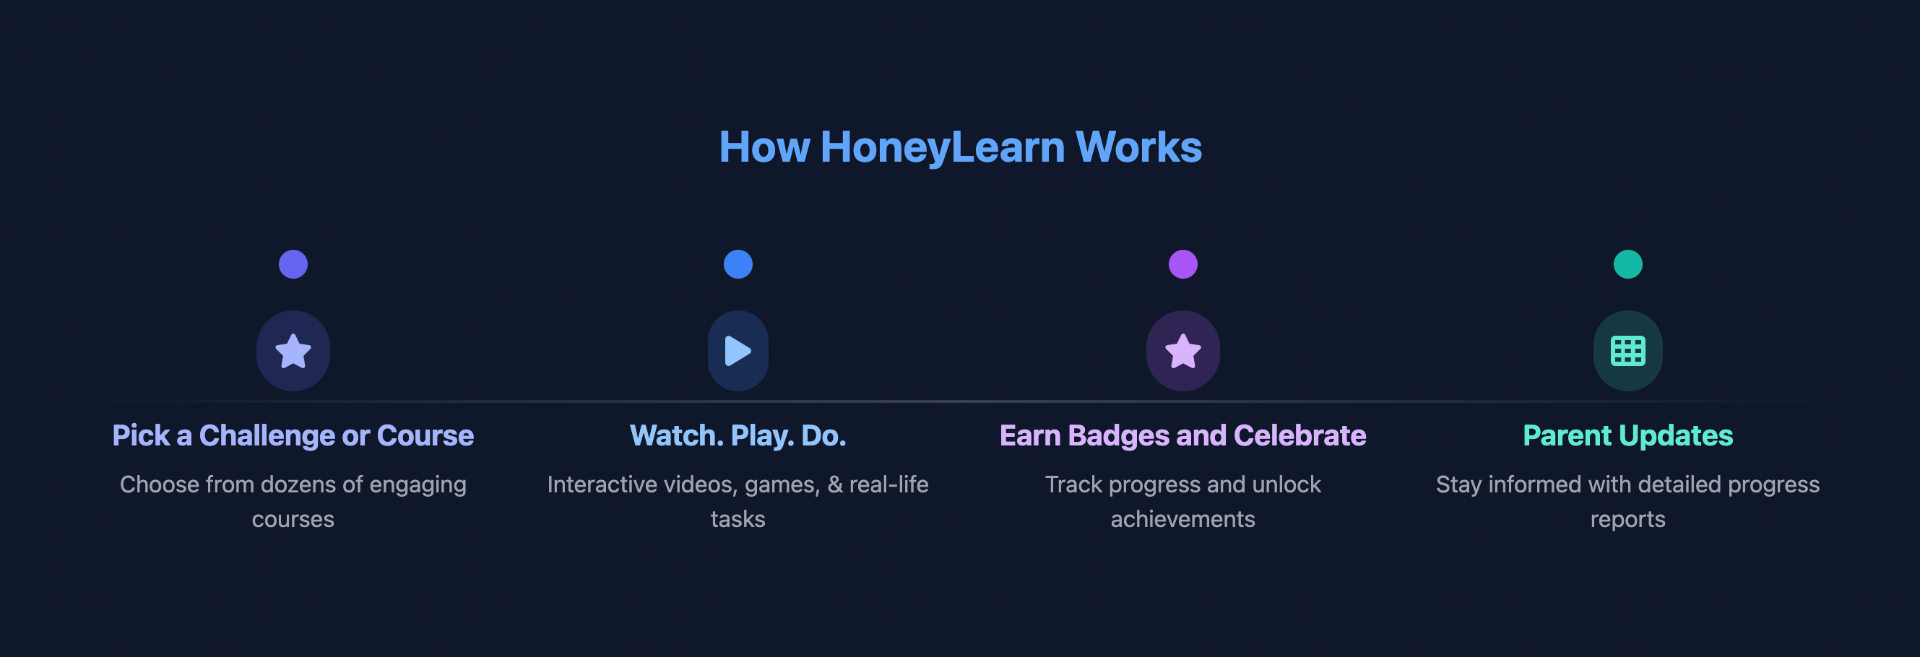 How HoneyLearn Works
Pick a Challenge or Course
Choose from dozens of engaging
courses
Watch. Play. Do.
Interactive videos, games, & real-life
tasks
Earn Badges and Celebrate
Track progress and unlock
achievements
Parent Updates
Stay informed with detailed progress
reports